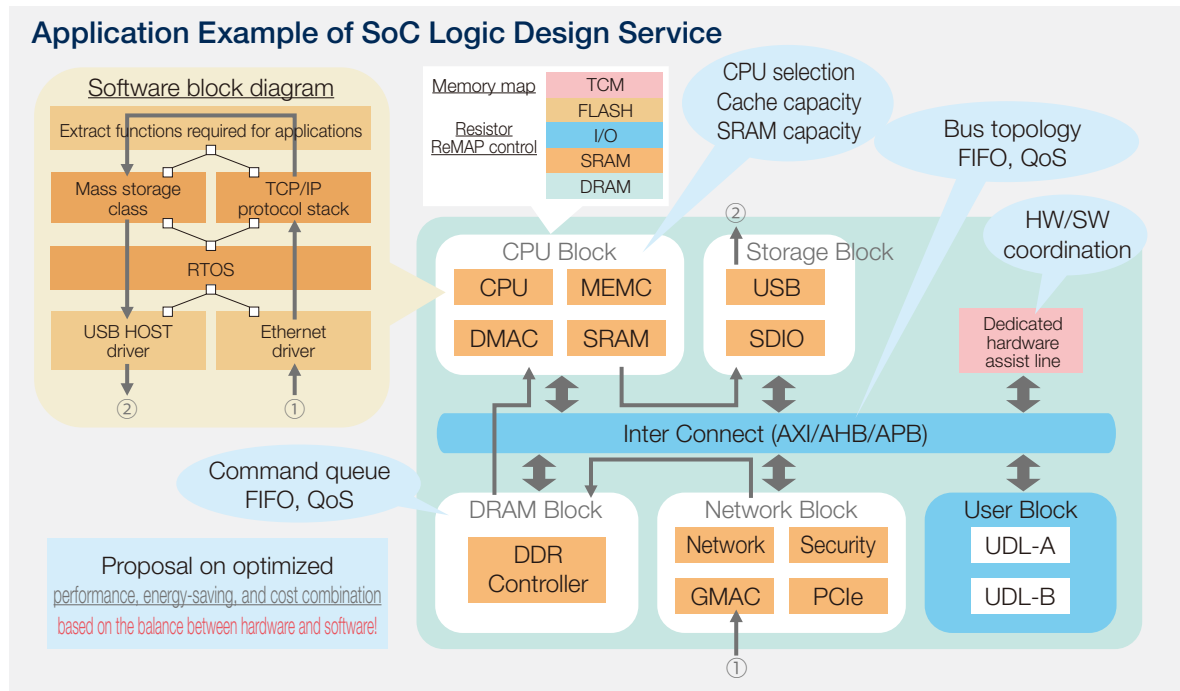 Application Example of SoC Logic Design Service
Software block diagram
Extract functions required for applications
Mass storage
class
TCP/IP
protocol stack
RTOS
USB HOST
driver
Ethernet
driver
②
①
Memory map
Resistor
ReMAP control
TCM
FLASH
I/O
SRAM
DRAM
CPU selection
Cache capacity
SRAM capacity
Bus topology
FIFO, QoS
HW/SW
coordination
②
CPU Block
CPU
MEMC
DMAC
SRAM
Storage Block
USB
SDIO
Dedicated
hardware
assist line
Inter Connect (AXI/AHB/APB)
Command queue
FIFO, QoS
DRAM Block
DDR
Controller
Network Block
Network
Security
GMAC
PCIe
①
User Block
UDL-A
UDL-B
Proposal on optimized
performance, energy-saving, and cost combination
based on the balance between hardware and software!